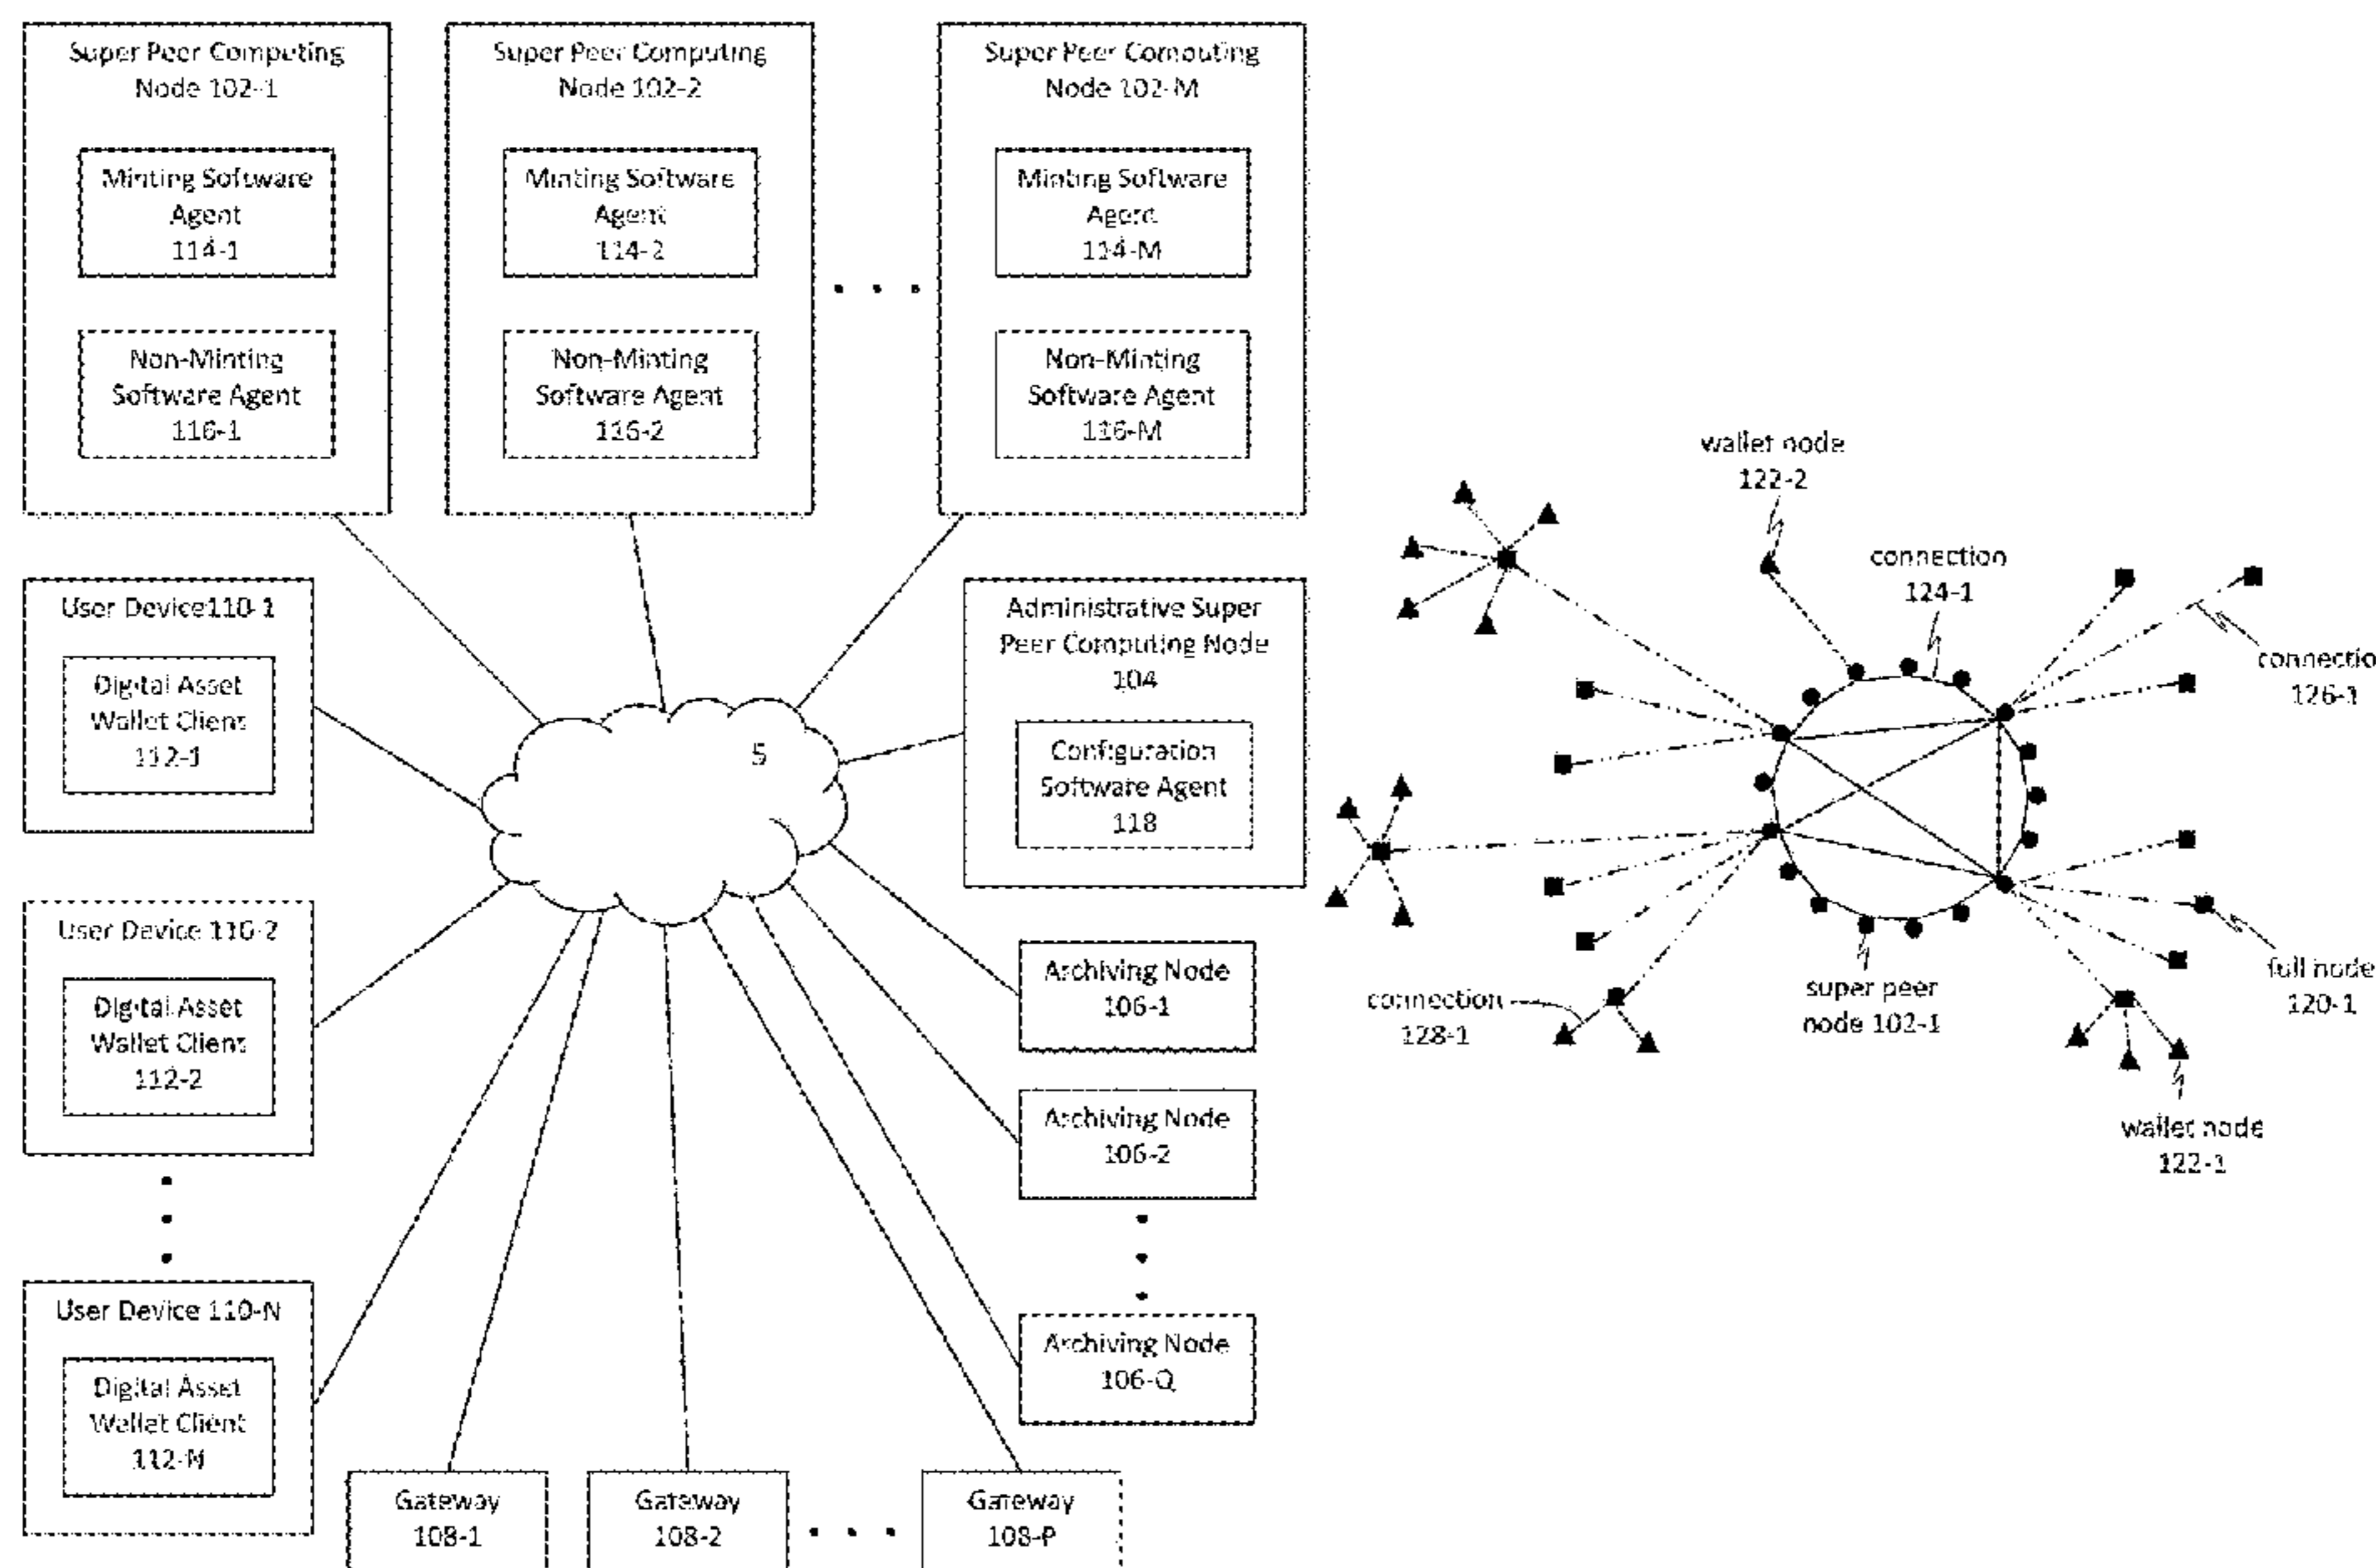 Super Peer Computing
Node 102-1
Minting Software
Agent
114-1
Non-Minting
Software Agent
116-1
Super Peer Computing
Node 102-2
Minting Software
Agent
114-2
Non-Minting
Software Agent
116-2
. . .
Super Peer Computing
Node 102-M
Minting Software
Agent
114-M
Non-Minting
Software Agent
116-M
User Device110-1
Digital Asset
Wallet Client
112-1
User Device 110-2
Digital Asset
Wallet Client
112-2
User Device 110-N
Digital Asset
Wallet Client
112-N
5
Administrative Super
Peer Computing Node
104
Configuration
Software Agent
118
Archiving Node
106-1
Archiving Node
106-2
Archiving Node
106-Q
Gateway
108-1
Gateway
108-2
. . .
Gateway
108-P
wallet node
122-2
connection
124-1
connectio
126-1
full node
120-1
super peer
node 102-1
connection
128-1
wallet node
122-1